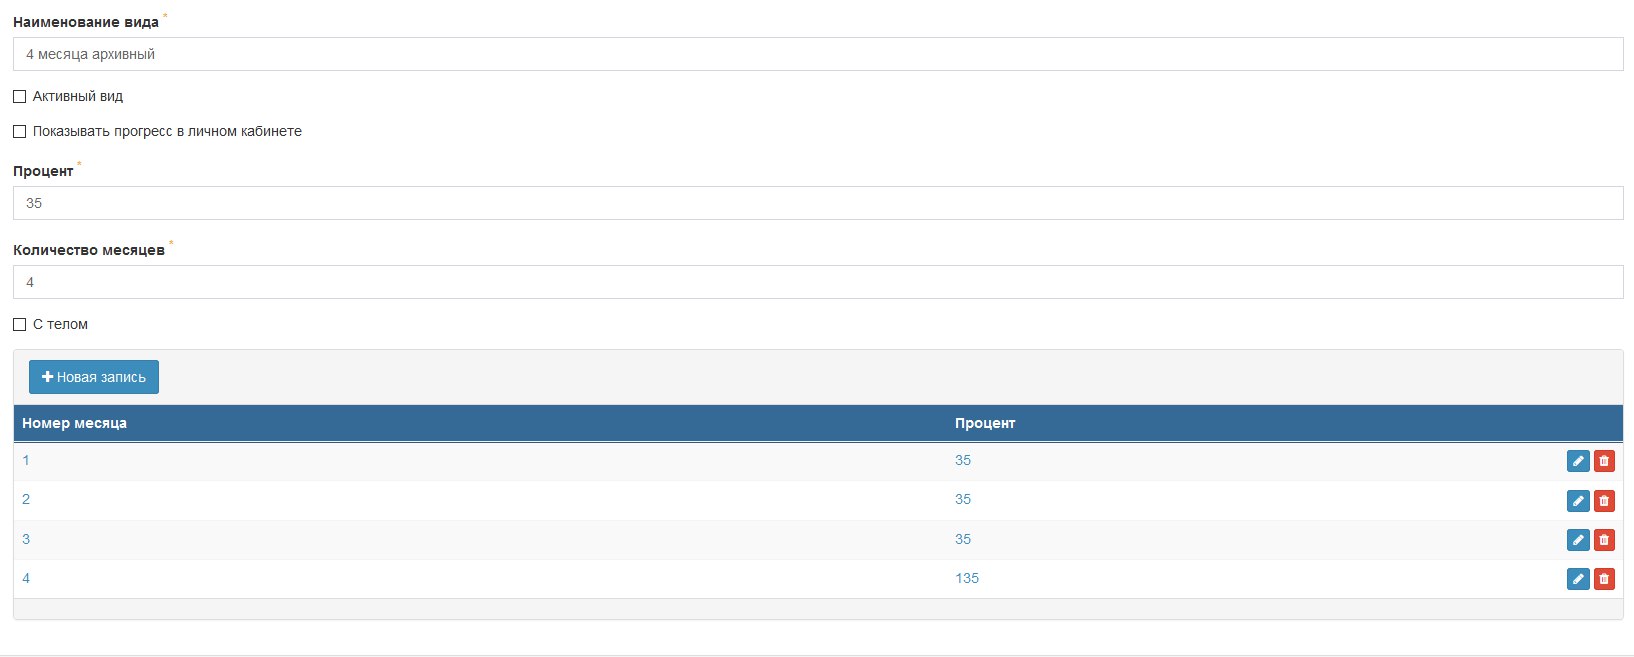 Наименование вида *
4 месяца архивный
Активный вид
Показывать прогресс в личном кабинете
Процент *
35
Количество месяцев *
4
С телом
Новая запись
Номер месяца Процент
1 35
2 35
3 35
4 135